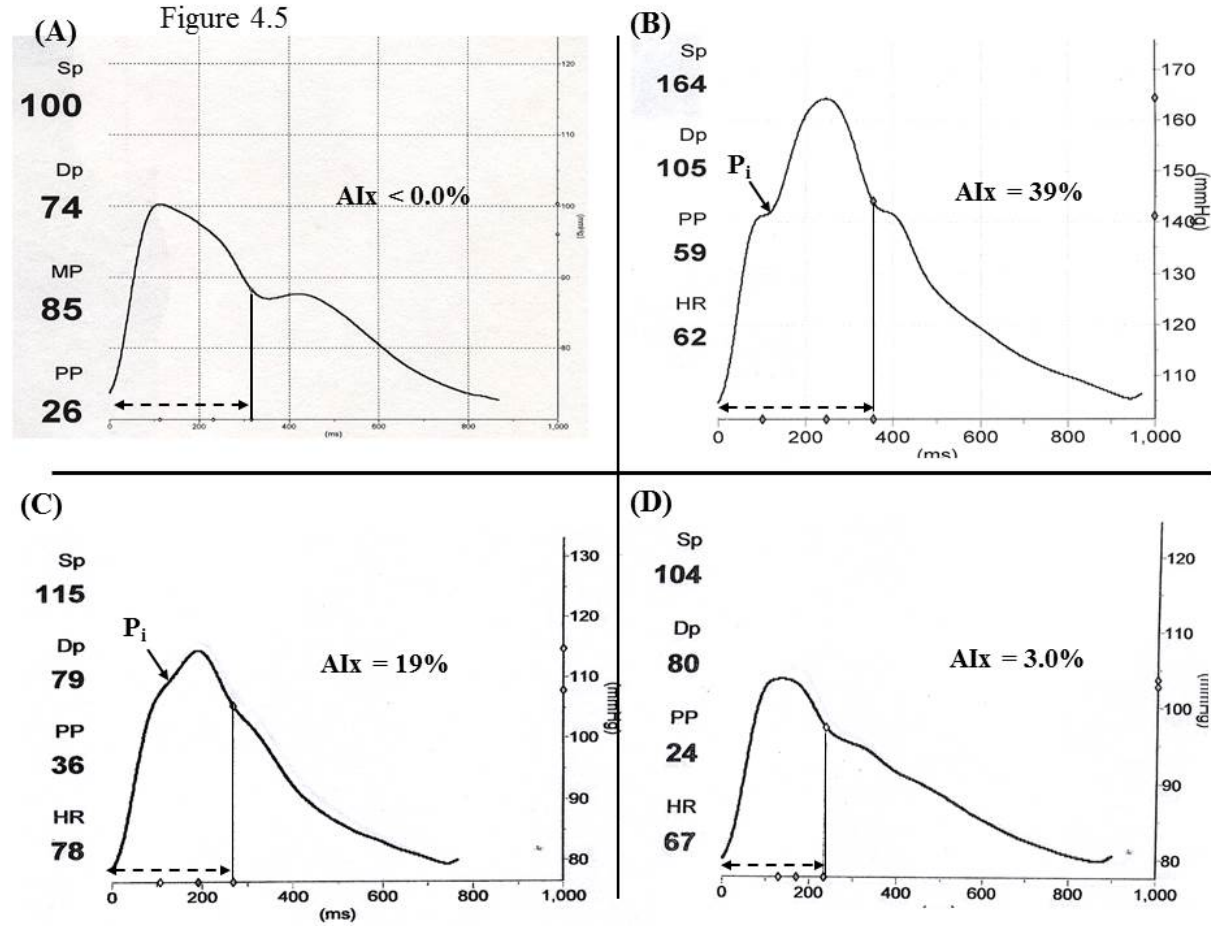 Figure 4.5
(A)
Sp
100
Dp
74
MP
85
PP
26
AIx < 0.0%
120
110
100
90
80
(mmHg)
0
200
400
600
800
1,000
(ms)
(B)
Sp
164
Dp
105
PP
59
HR
62
Pi
AIx = 39%
170
160
150
140
130
120
110
(mmHg)
0
200
400
600
800
1,000
(ms)
(C)
Sp
115
Dp
79
PP
36
HR
78
Pi
AIx = 19%
130
120
110
100
90
80
(mmHg)
0
200
400
600
800
1,000
(ms)
(D)
Sp
104
Dp
80
PP
24
HR
67
AIx = 3.0%
120
110
100
90
80
0
200
400
600
800
1,000